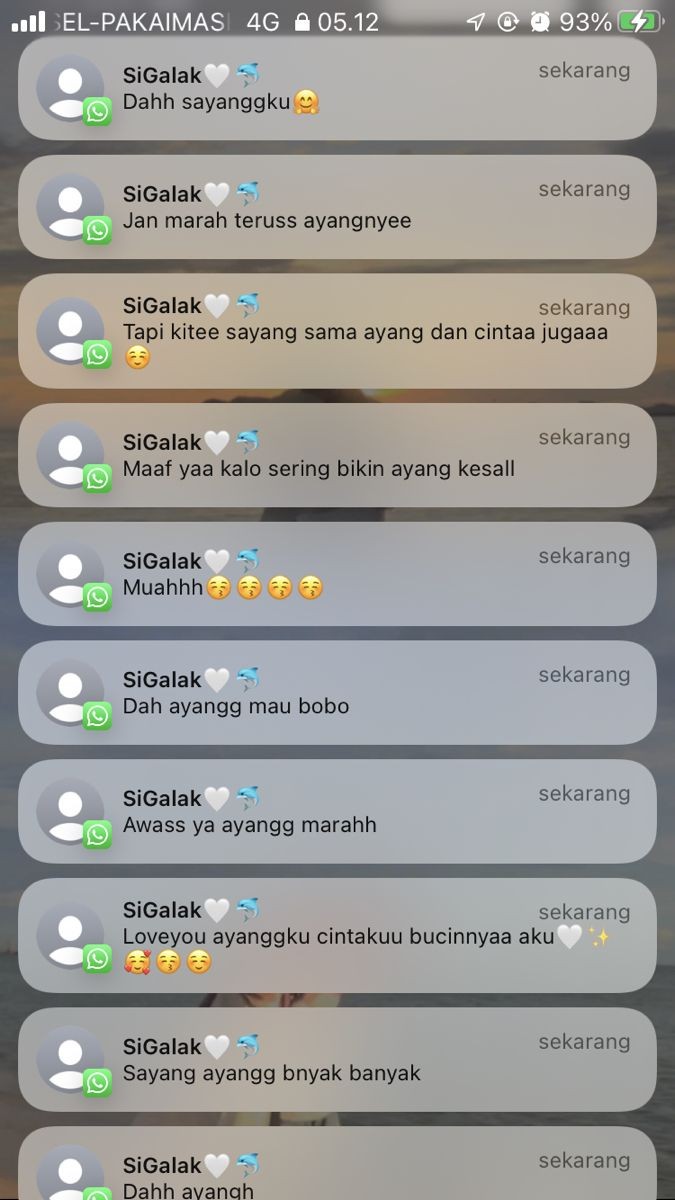 SEL-PAKAIMAS 4G 05.12 93%
SiGalak🤍🐬 sekarang
Dahh sayanggku🤗
SiGalak🤍🐬 sekarang
Jan marah teruss ayangnyee
SiGalak🤍🐬 sekarang
Tapi kitee sayang sama ayang dan cintaa jugaaa
☺️
SiGalak🤍🐬 sekarang
Maaf yaa kalo sering bikin ayang kesall
SiGalak🤍🐬 sekarang
Muahhh😚😚😚😚
SiGalak🤍🐬 sekarang
Dah ayangg mau bobo
SiGalak🤍🐬 sekarang
Awass ya ayangg marahh
SiGalak🤍🐬 sekarang
Loveyou ayanggku cintakuu bucinnyaa aku🤍✨
🥰😚☺️
SiGalak🤍🐬 sekarang
Sayang ayangg bnyak banyak
SiGalak🤍🐬 sekarang
Dahh ayangh